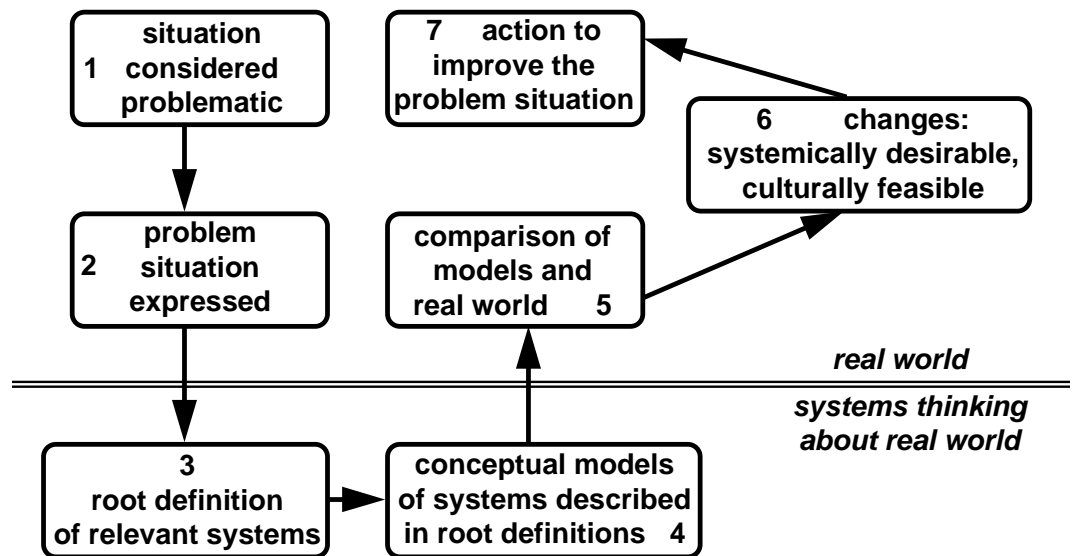 situation
1 considered
problematic
7 action to
improve the
problem situation
6 changes:
systemically desirable,
culturally feasible
problem
2 situation
expressed
comparison of
models and
real world 5
real world
systems thinking
about real world
3
root definition
of relevant systems
conceptual models
of systems described
in root definitions 4